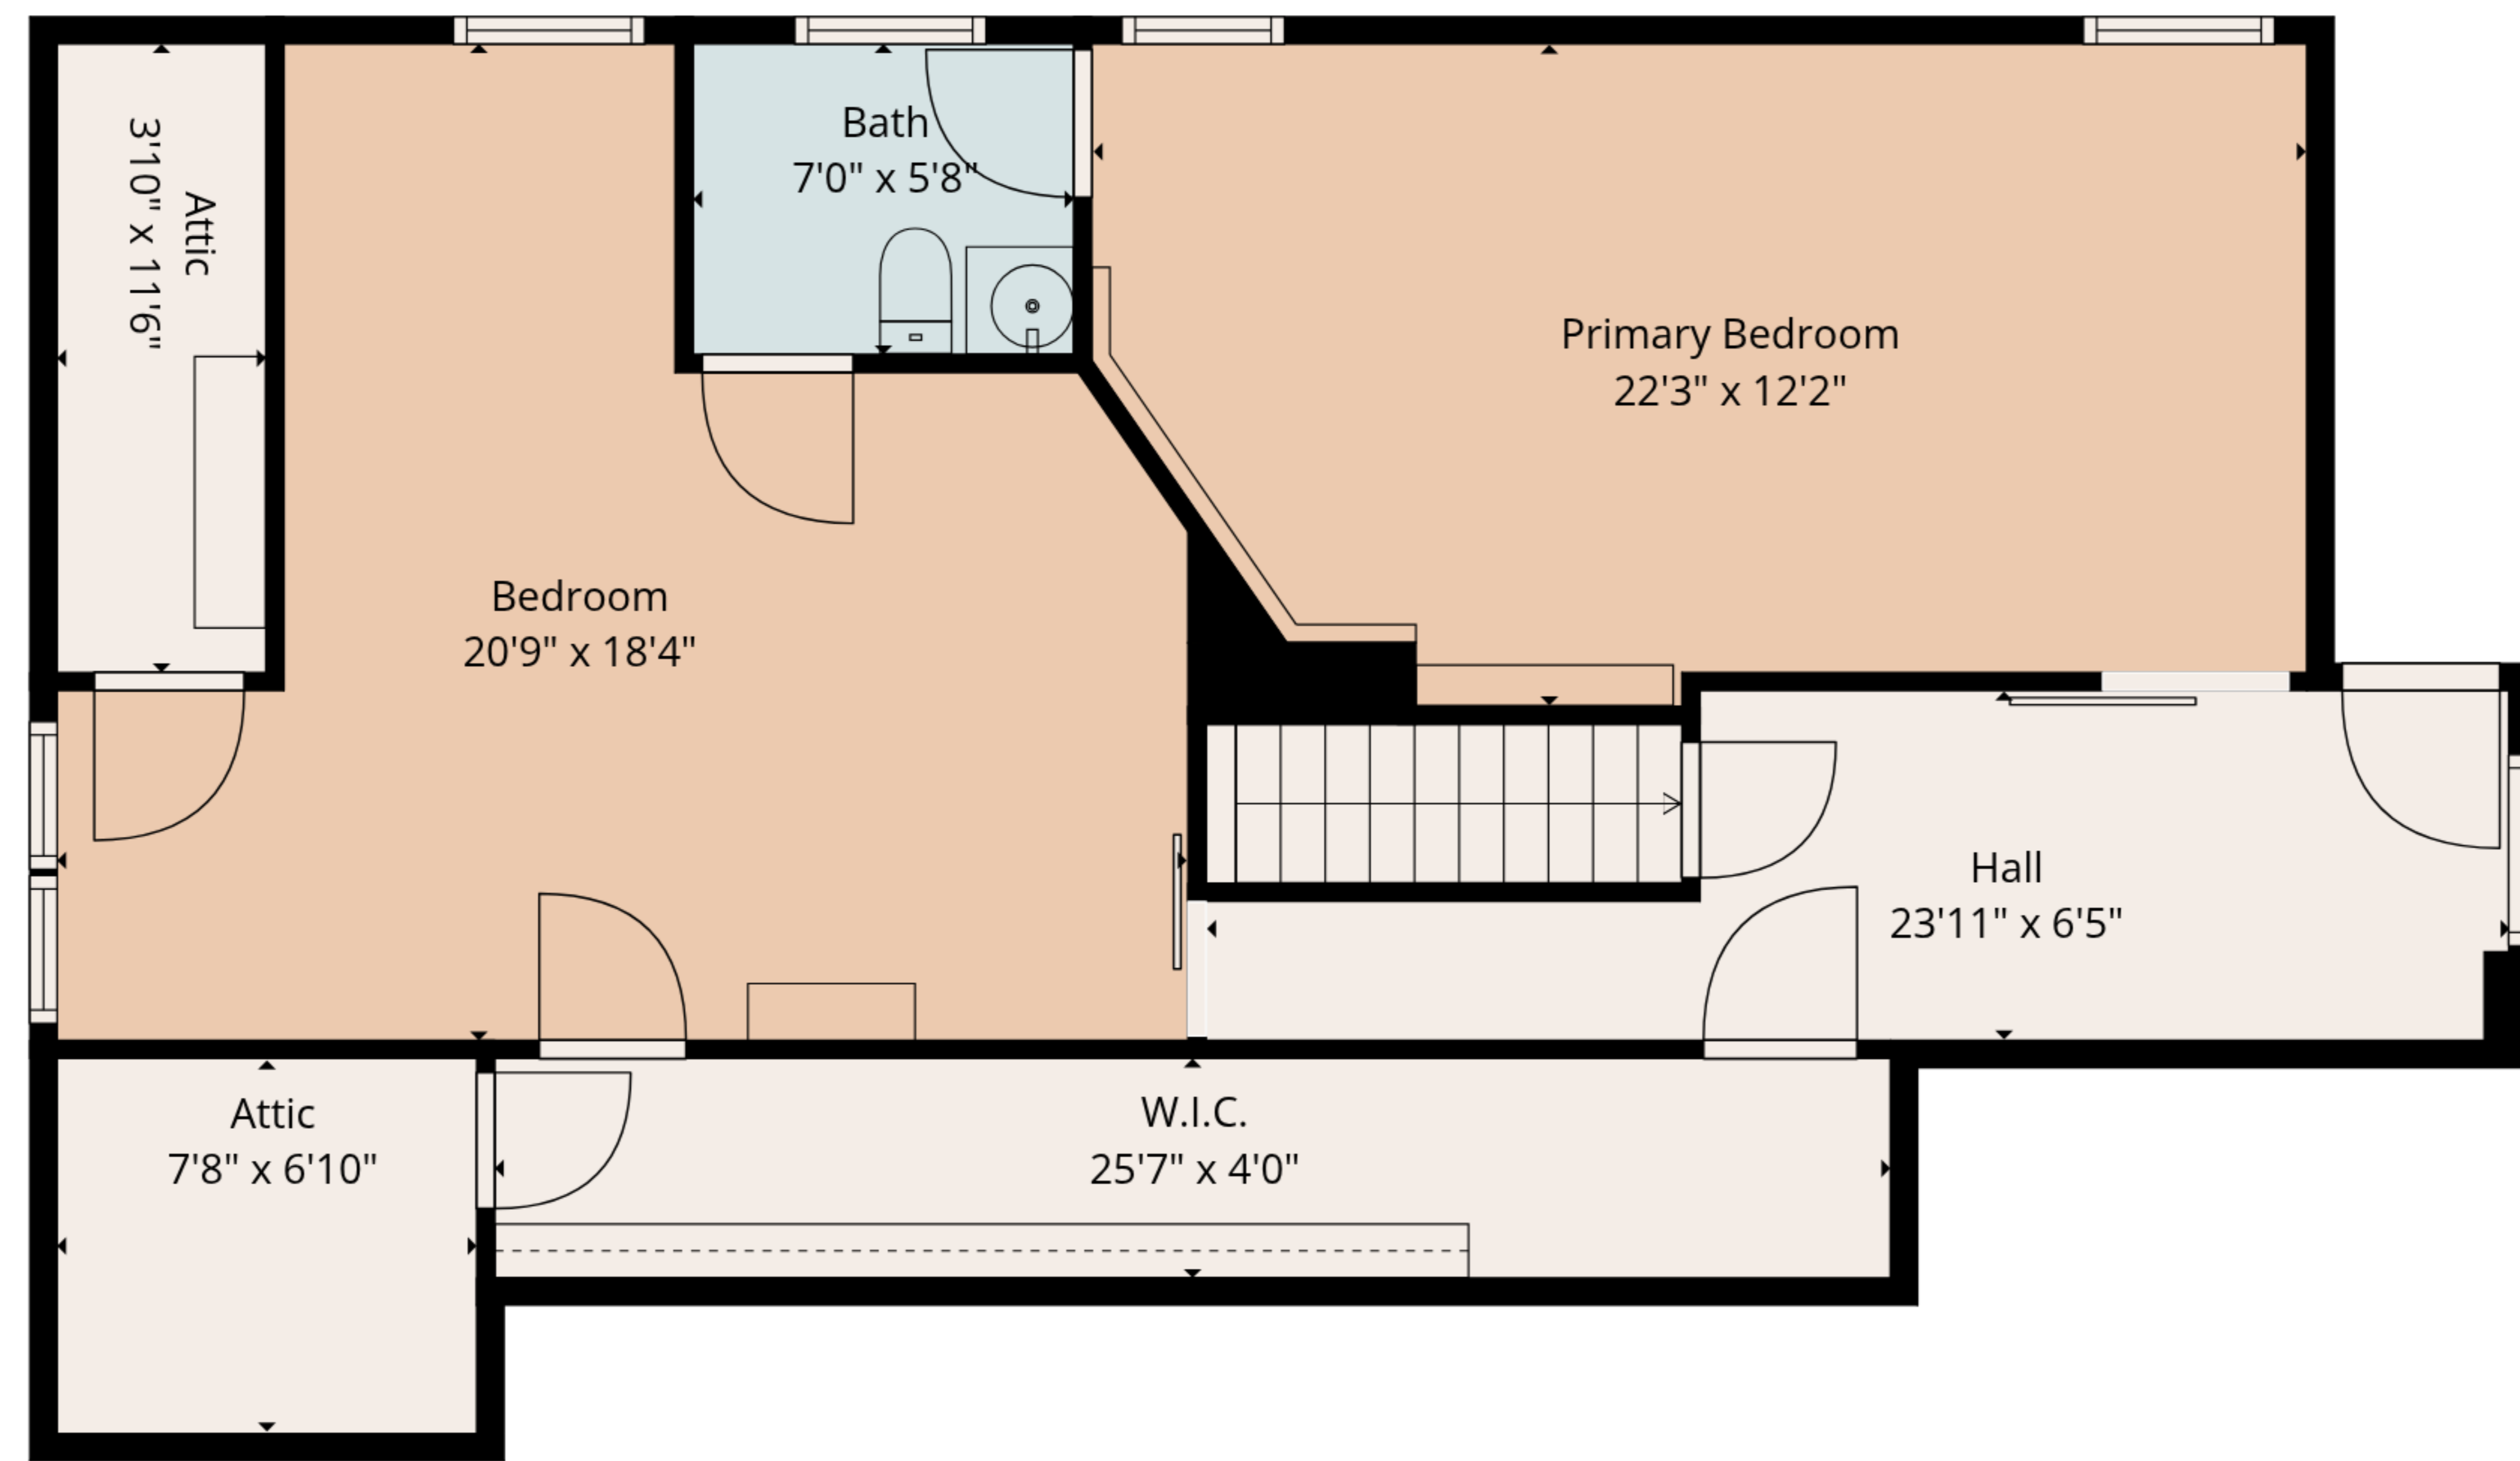 Attic
3'10" x 11'6"
Bath
7'0" x 5'8"
Primary Bedroom
22'3" x 12'2"
Bedroom
20'9" x 18'4"
Hall
23'11" x 6'5"
Attic
7'8" x 6'10"
W.I.C.
25'7" x 4'0"